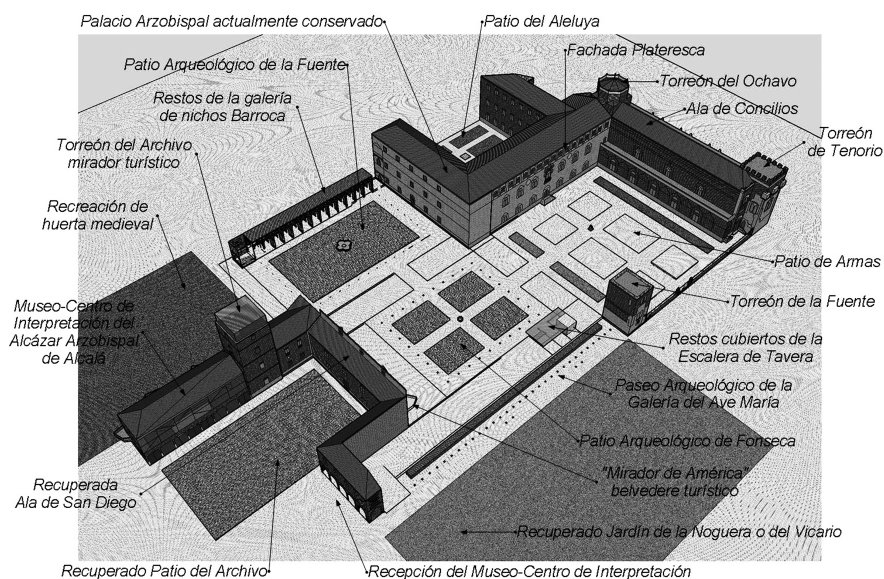 Palacio Arzobispal actualmente conservado
Patio del Aleluya
Fachada Plateresca
Patio Arqueológico de la Fuente
Torreón del Ochavo
Restos de la galería
de nichos Barroca
Ala de Concilios
Torreón del Archivo
mirador turístico
Torreón
de Tenorio
Recreación de
huerta medieval
Patio de Armas
Torreón de la Fuente
Museo-Centro de
Interpretación del
Alcázar Arzobispal
de Alcalá
Restos cubiertos de la
Escalera de Tavera
Paseo Arqueológico de la
Galería del Ave María
Patio Arqueológico de Fonseca
"Mirador de América"
belvedere turístico
Recuperada
Ala de San Diego
Recuperado Jardín de la Noguera o del Vicario
Recuperado Patio del Archivo
Recepción del Museo-Centro de Interpretación